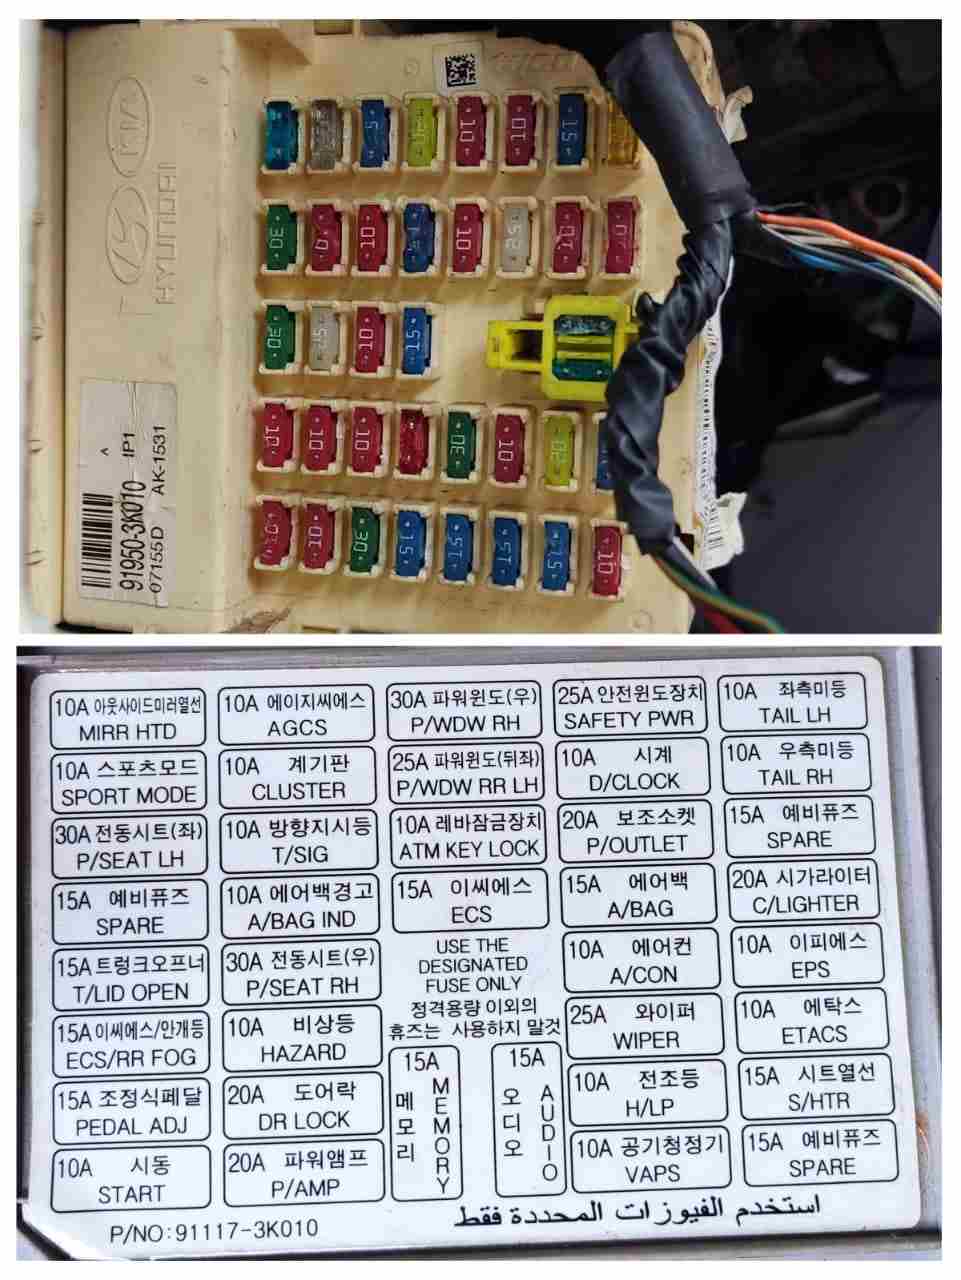 HYUNDAI
KIA
91950-3K010 IP1
07155D AK-1531
15
20
10
10
15
30
10
10
10
25
10
10
30
25
10
15
10
10
10
30
10
20
10
10
30
15
15
15
15
10
10A 아웃사이드미러열선
MIRR HTD
10A 에이지씨에스
AGCS
30A 파워윈도(우)
P/WDW RH
25A 안전윈도장치
SAFETY PWR
10A 좌측미등
TAIL LH
10A 스포츠모드
SPORT MODE
10A 계기판
CLUSTER
25A 파워윈도(뒤좌)
P/WDW RR LH
10A 시계
D/CLOCK
10A 우측미등
TAIL RH
30A 전동시트(좌)
P/SEAT LH
10A 방향지시등
T/SIG
10A 레바잠금장치
ATM KEY LOCK
20A 보조소켓
P/OUTLET
15A 예비퓨즈
SPARE
15A 예비퓨즈
SPARE
10A 에어백경고
A/BAG IND
15A 이씨에스
ECS
15A 에어백
A/BAG
20A 시가라이터
C/LIGHTER
15A 트렁크오프너
T/LID OPEN
30A 전동시트(우)
P/SEAT RH
USE THE
DESIGNATED
FUSE ONLY
정격용량 이외의
휴즈는 사용하지 말것
10A 에어컨
A/CON
10A 이피에스
EPS
15A 이씨에스/안개등
ECS/RR FOG
10A 비상등
HAZARD
25A 와이퍼
WIPER
10A 에탁스
ETACS
15A 조정식페달
PEDAL ADJ
20A 도어락
DR LOCK
15A
메모리
MEMORY
15A
오디오
AUDIO
10A 전조등
H/LP
15A 시트열선
S/HTR
10A 시동
START
20A 파워앰프
P/AMP
10A 공기청정기
VAPS
15A 예비퓨즈
SPARE
P/NO: 91117-3K010
استخدم الفيوزات المحددة فقط